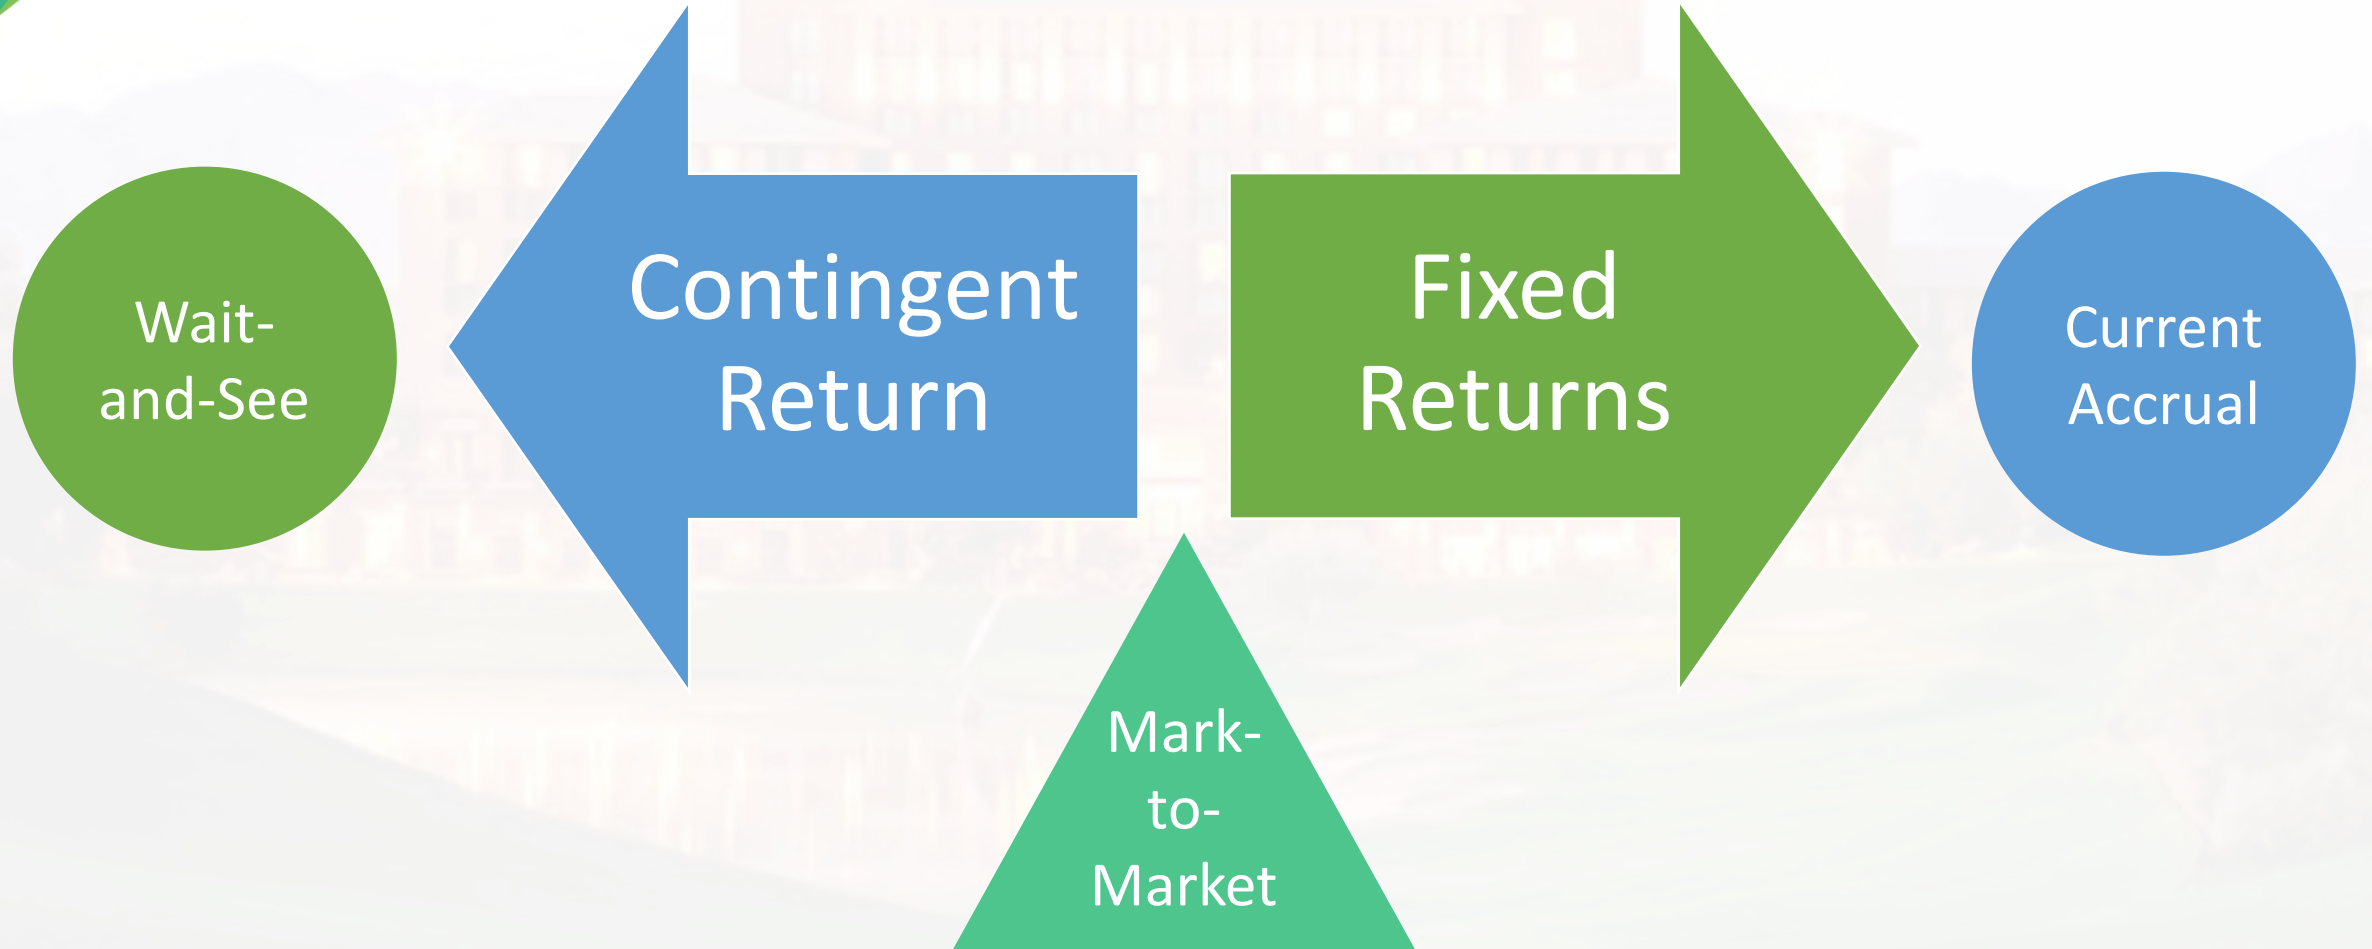 Wait-
and-See
Contingent
Return
Fixed
Returns
Current
Accrual
Mark-
to-
Market